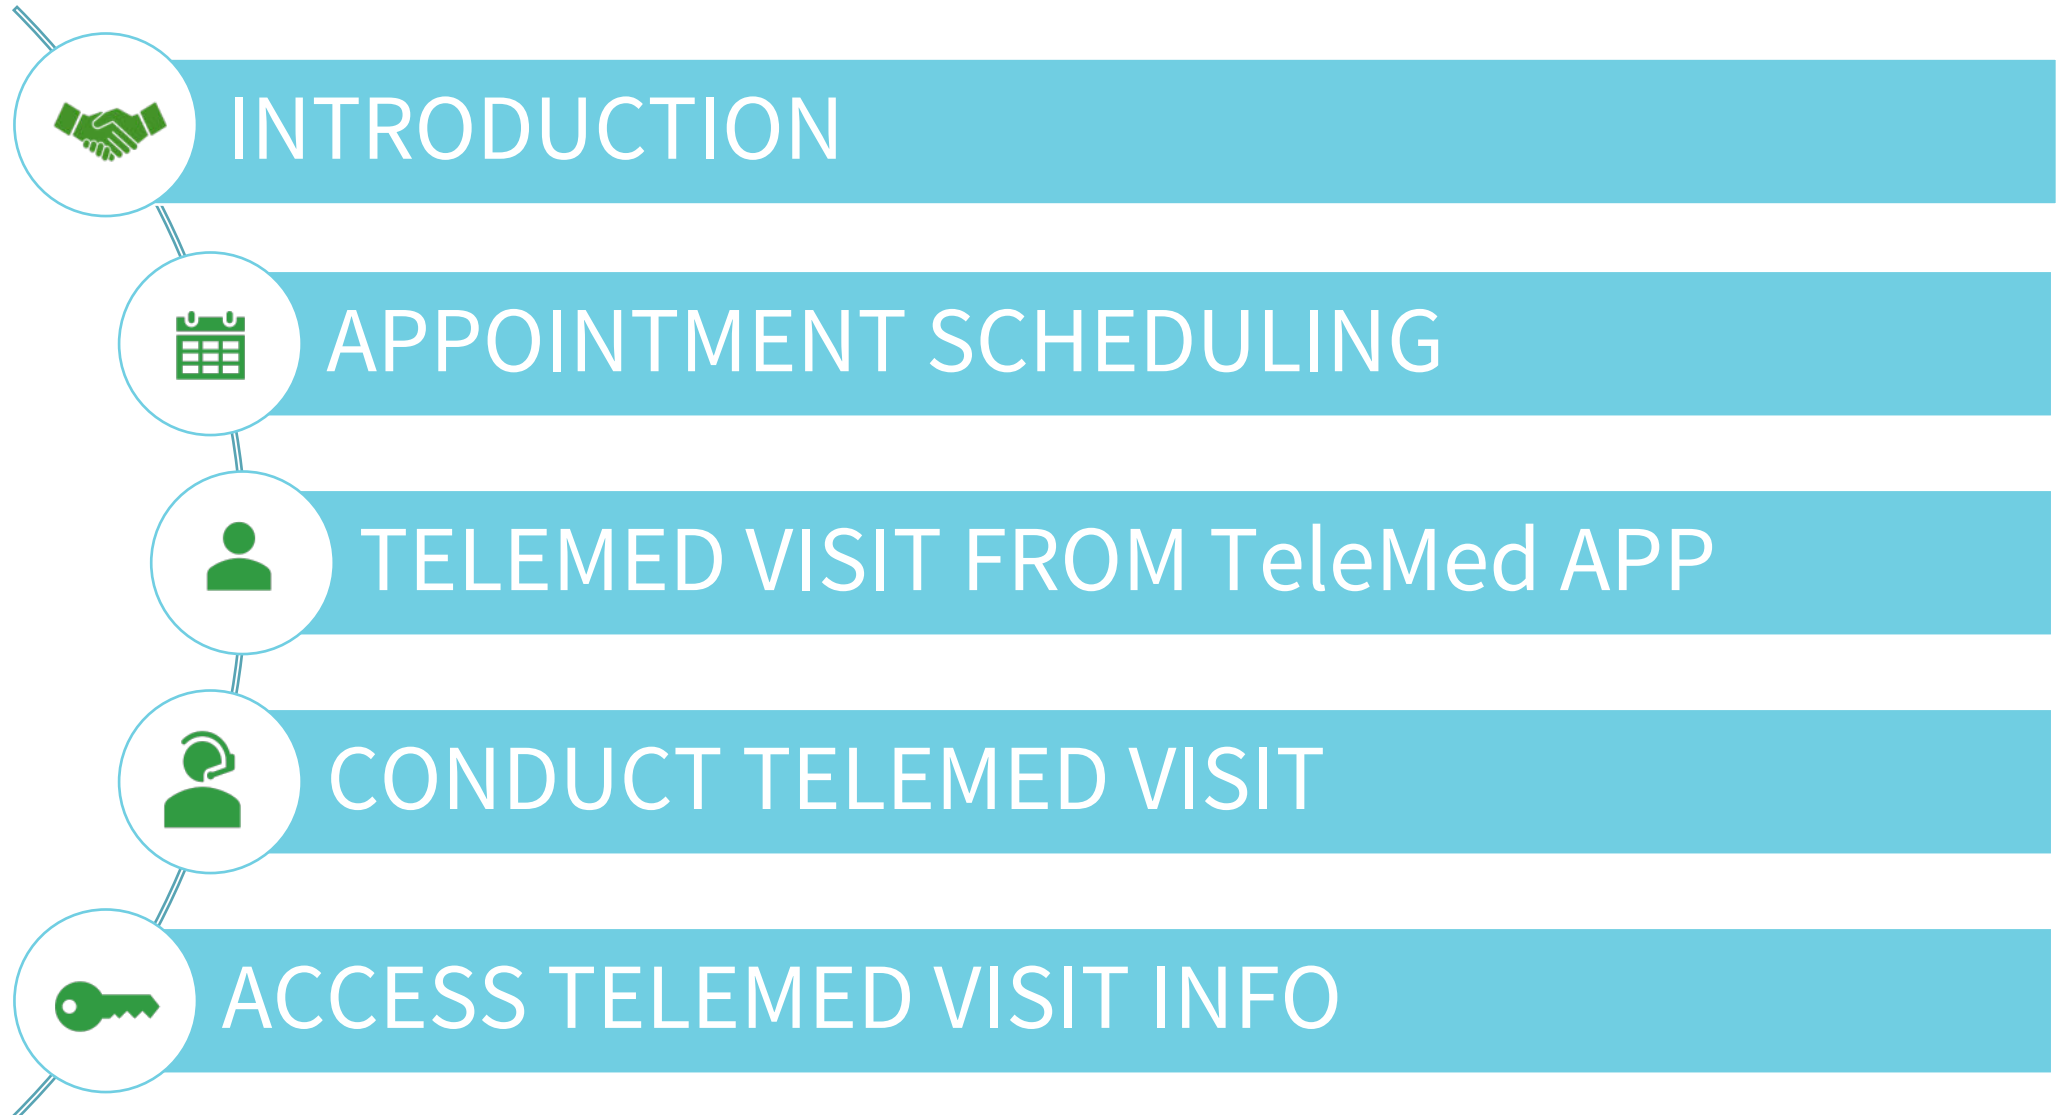 INTRODUCTION
APPOINTMENT SCHEDULING
TELEMED VISIT FROM TeleMed APP
CONDUCT TELEMED VISIT
ACCESS TELEMED VISIT INFO